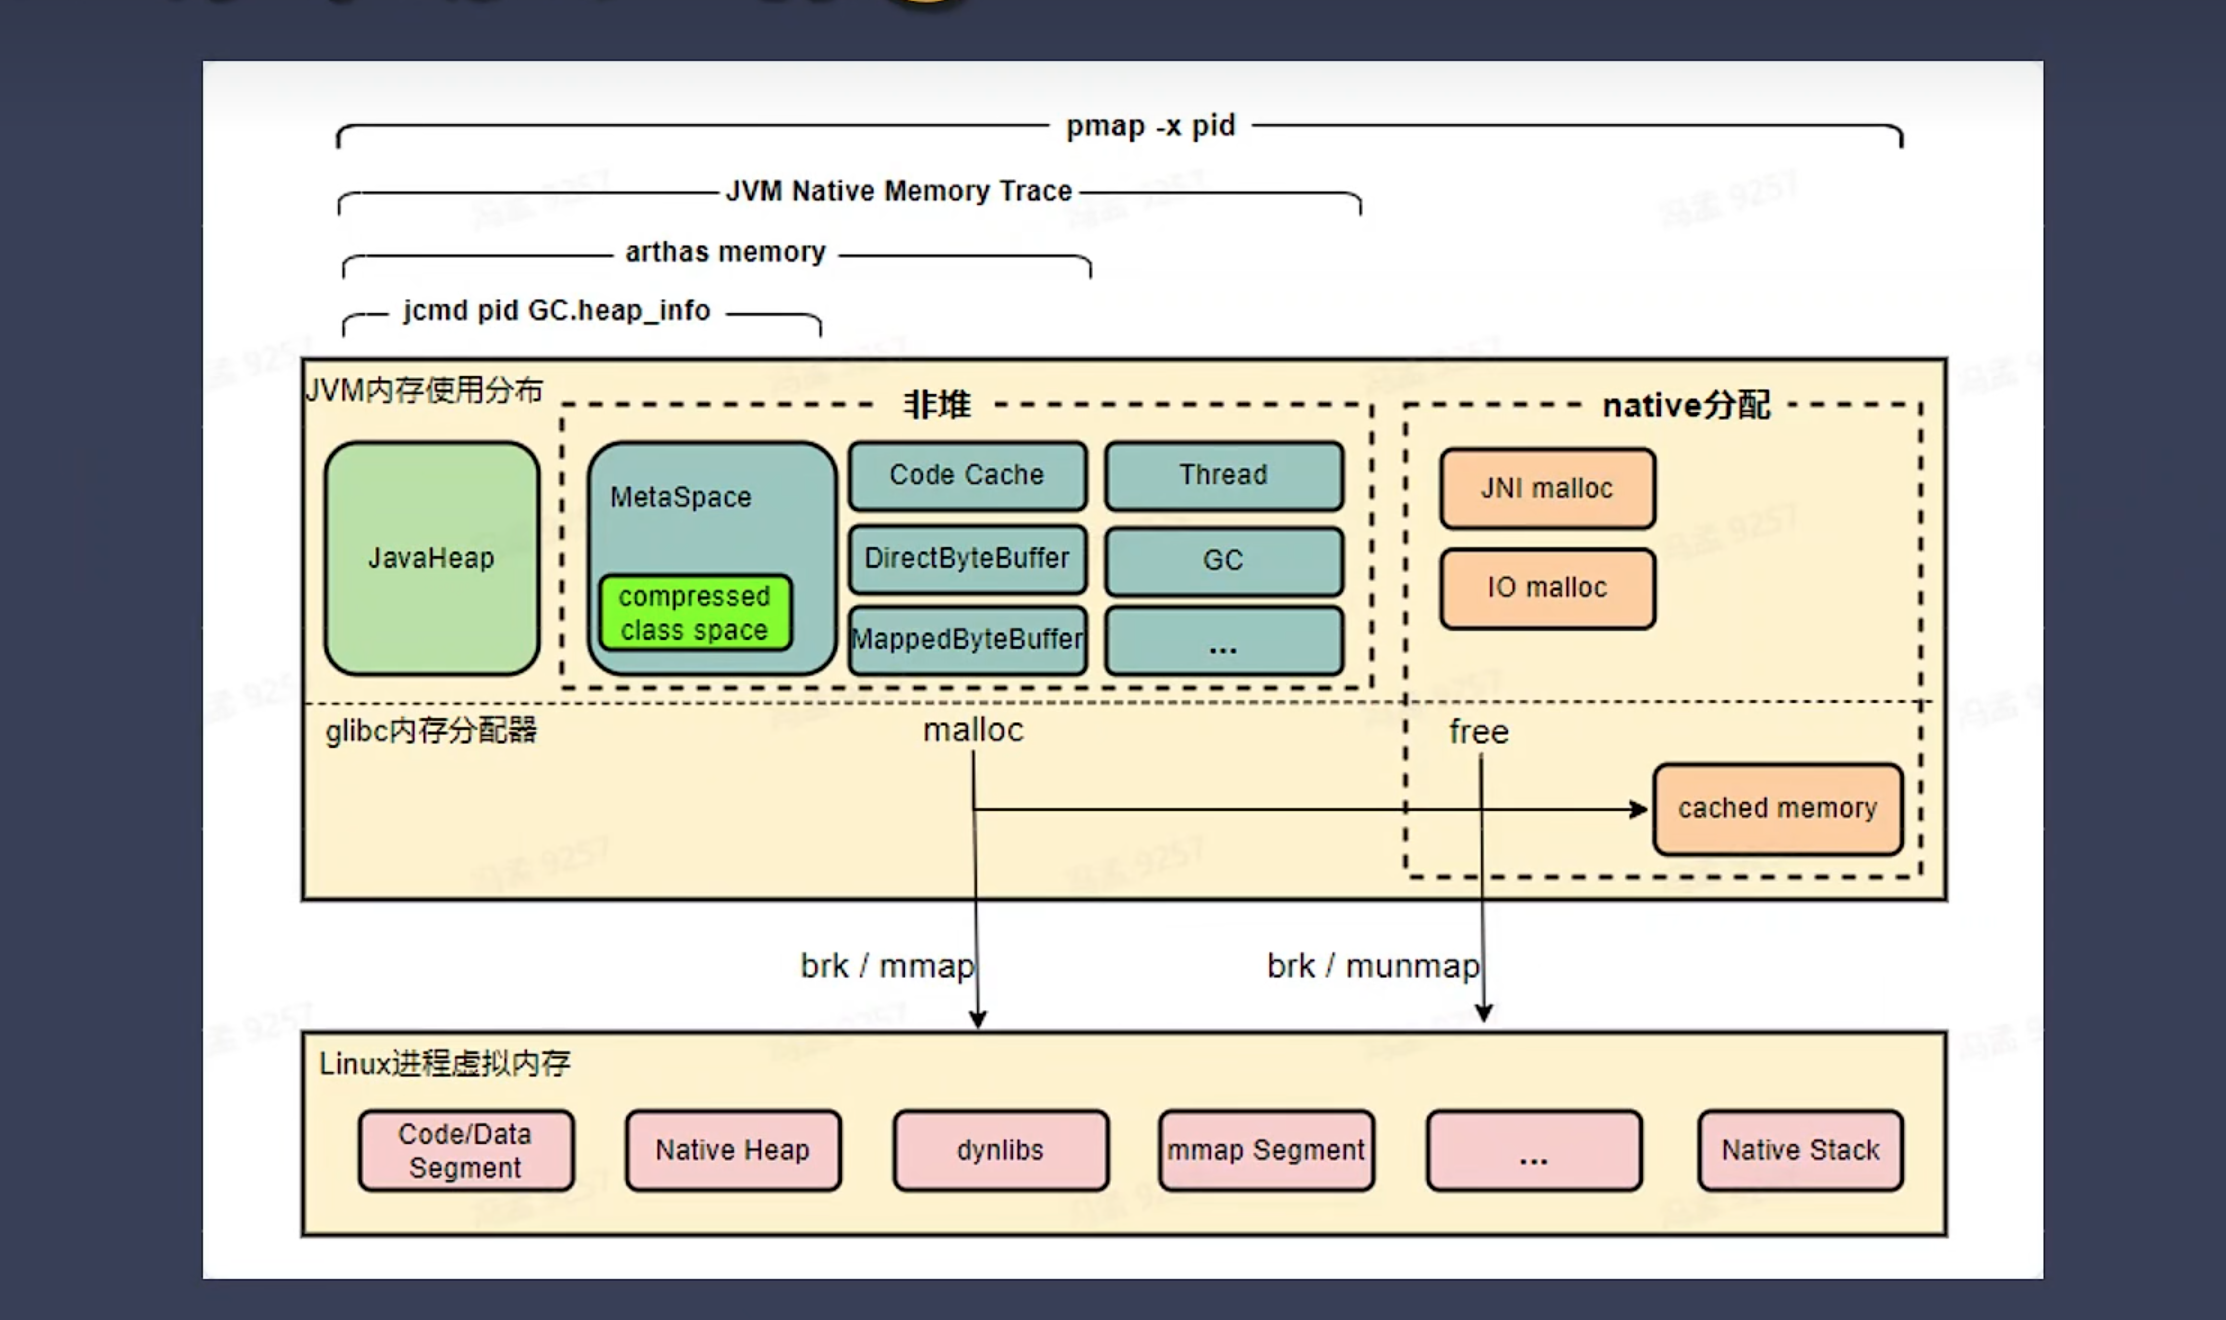 pmap -x pid
JVM Native Memory Trace
arthas memory
jcmd pid GC.heap_info
JVM内存使用分布
非堆
native分配
JavaHeap
MetaSpace
compressed
class space
Code Cache
Thread
DirectByteBuffer
GC
MappedByteBuffer
...
JNI malloc
IO malloc
glibc内存分配器
malloc
free
cached memory
brk / mmap
brk / munmap
Linux进程虚拟内存
Code/Data
Segment
Native Heap
dynlibs
mmap Segment
...
Native Stack